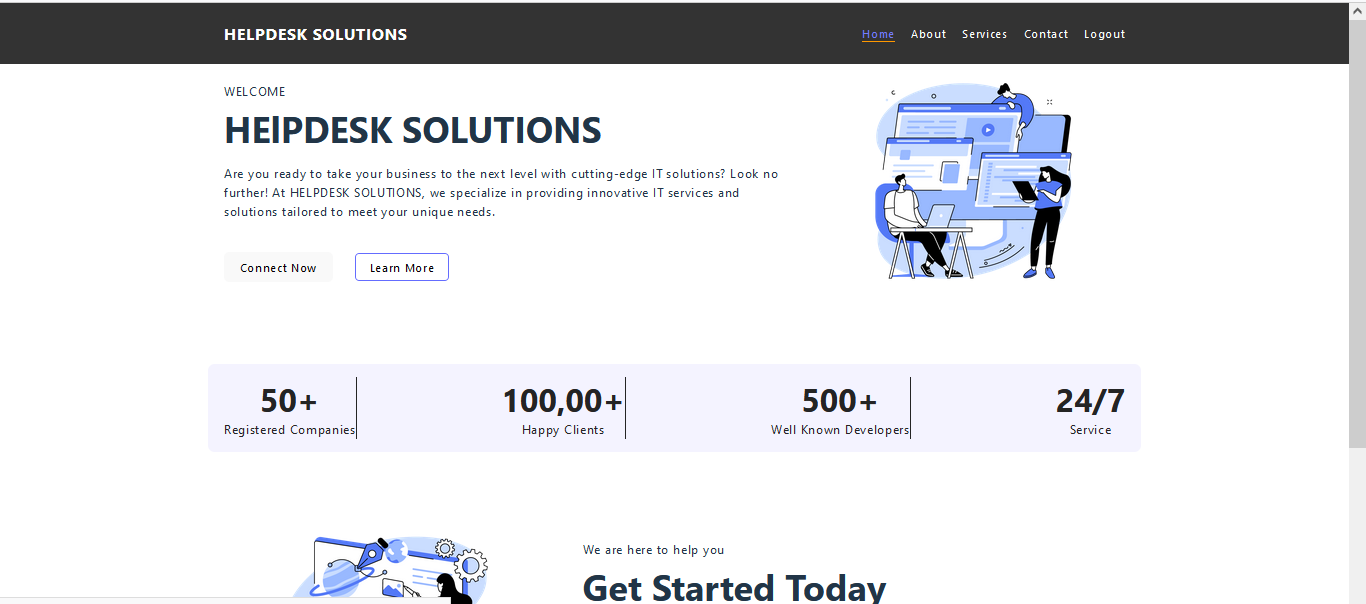 HELPDESK SOLUTIONS
Home About Services Contact Logout
WELCOME
HElPDESK SOLUTIONS
Are you ready to take your business to the next level with cutting-edge IT solutions? Look no
further! At HELPDESK SOLUTIONS, we specialize in providing innovative IT services and
solutions tailored to meet your unique needs.
Connect Now Learn More
50+
Registered Companies
100,00+
Happy Clients
500+
Well Known Developers
24/7
Service
We are here to help you
Get Started Today